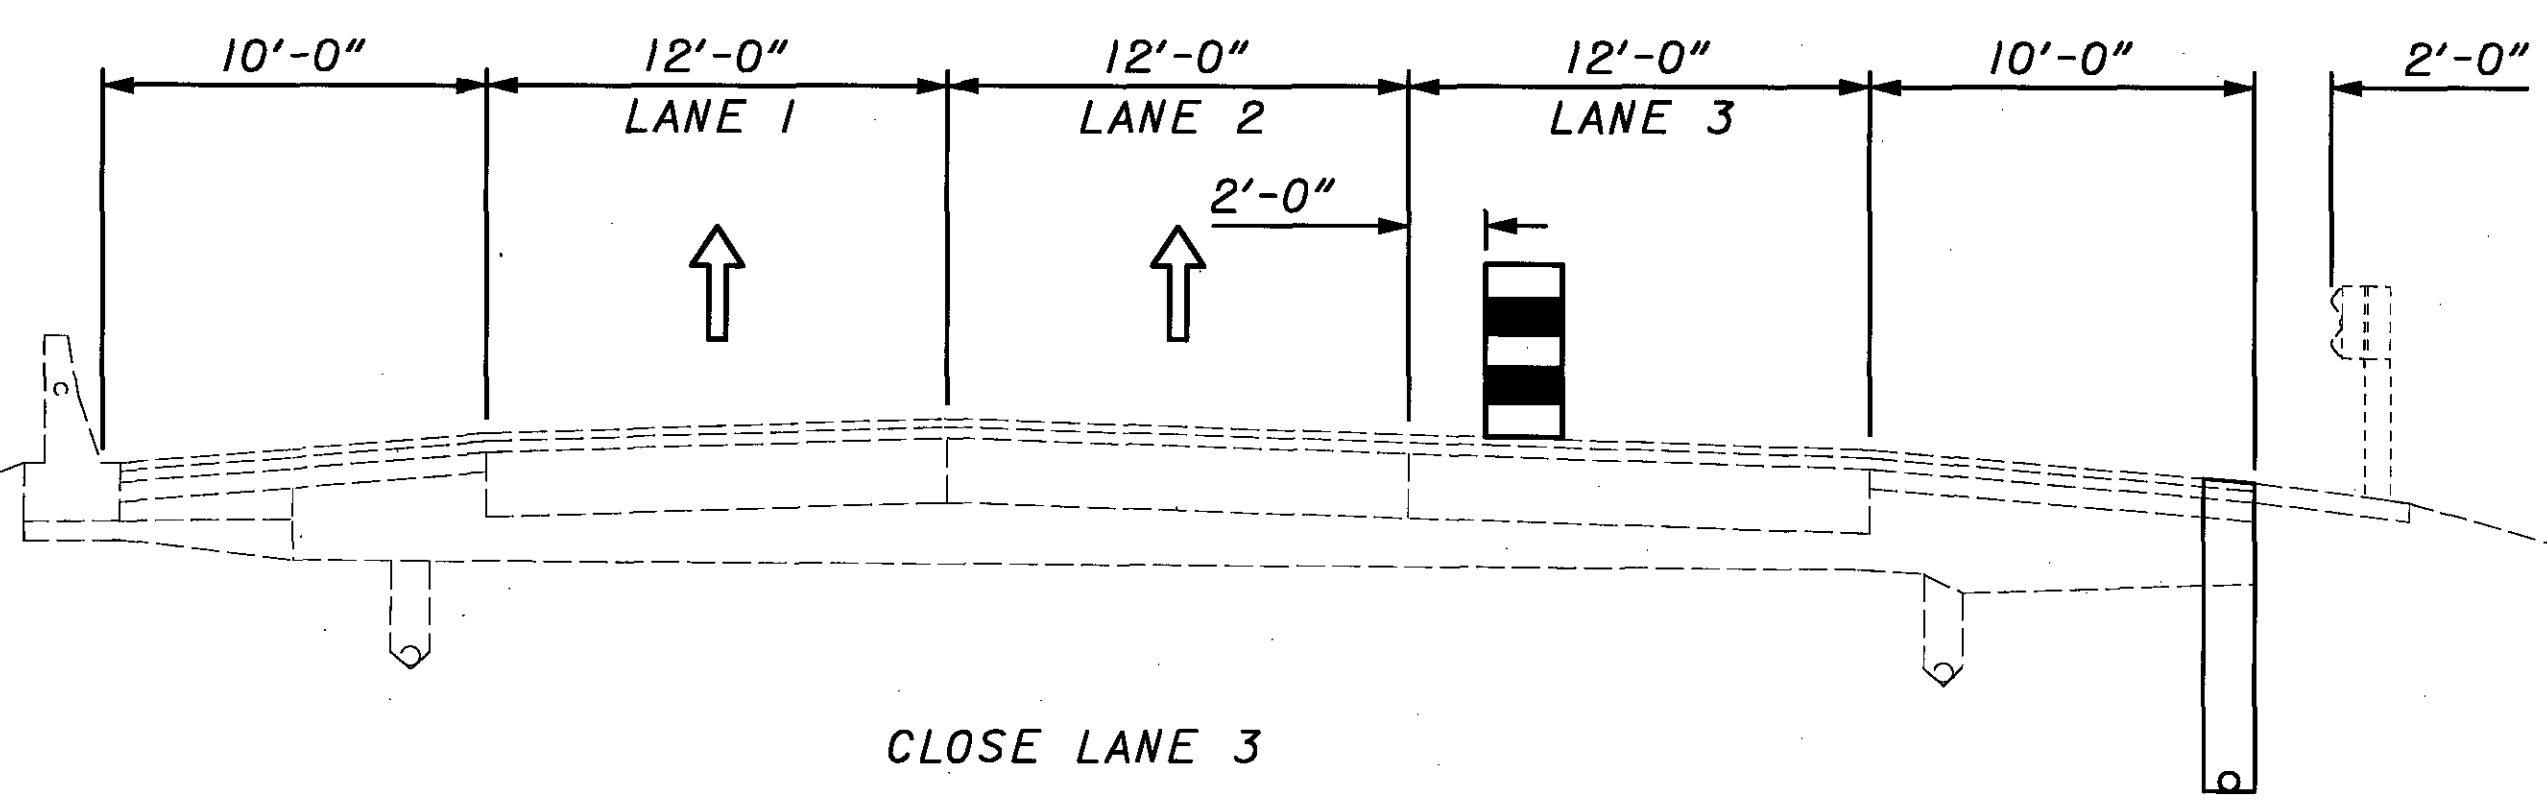 10'-0" 12'-0" 12'-0" 12'-0" 10'-0" 2'-0"
LANE 1 LANE 2 LANE 3
2'-0"
CLOSE LANE 3